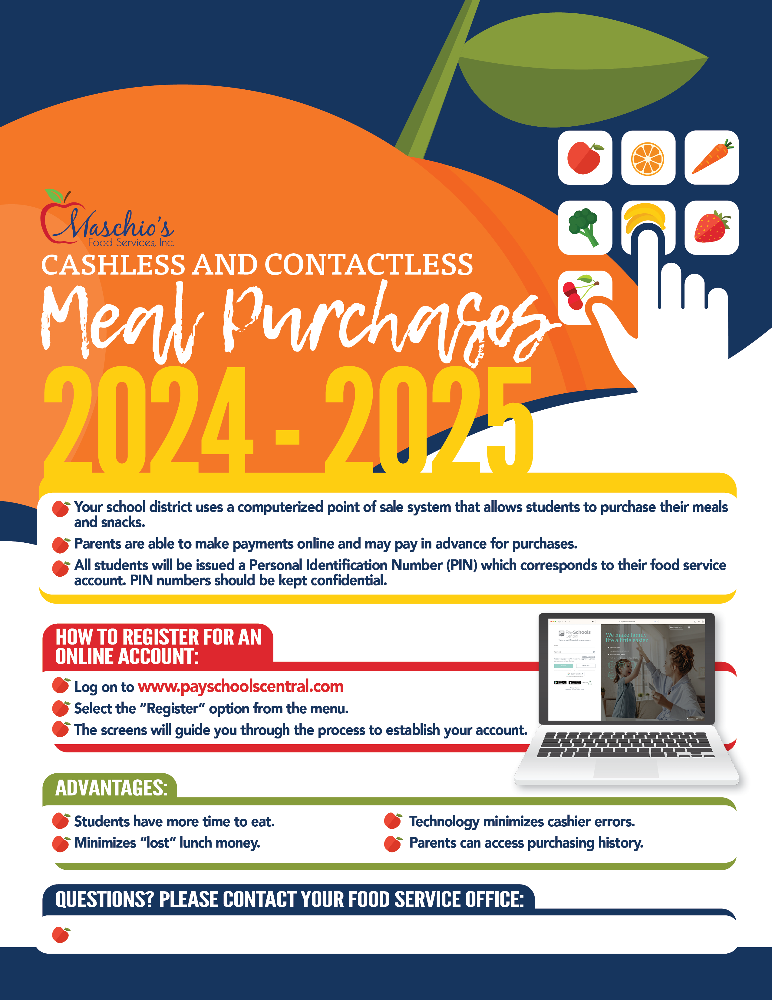 Maschio's
Food Services, Inc.
CASHLESS AND CONTACTLESS
Meal Purchases
2024 - 2025
Your school district uses a computerized point of sale system that allows students to purchase their meals
and snacks.
Parents are able to make payments online and may pay in advance for purchases.
All students will be issued a Personal Identification Number (PIN) which corresponds to their food service
account. PIN numbers should be kept confidential.
HOW TO REGISTER FOR AN
ONLINE ACCOUNT:
Log on to www.payschoolscentral.com
Select the “Register” option from the menu.
The screens will guide you through the process to establish your account.
PaySchools
Central
Email
Password
We make family
life a little easier.
ADVANTAGES:
Students have more time to eat.
Minimizes “lost” lunch money.
Technology minimizes cashier errors.
Parents can access purchasing history.
QUESTIONS? PLEASE CONTACT YOUR FOOD SERVICE OFFICE: